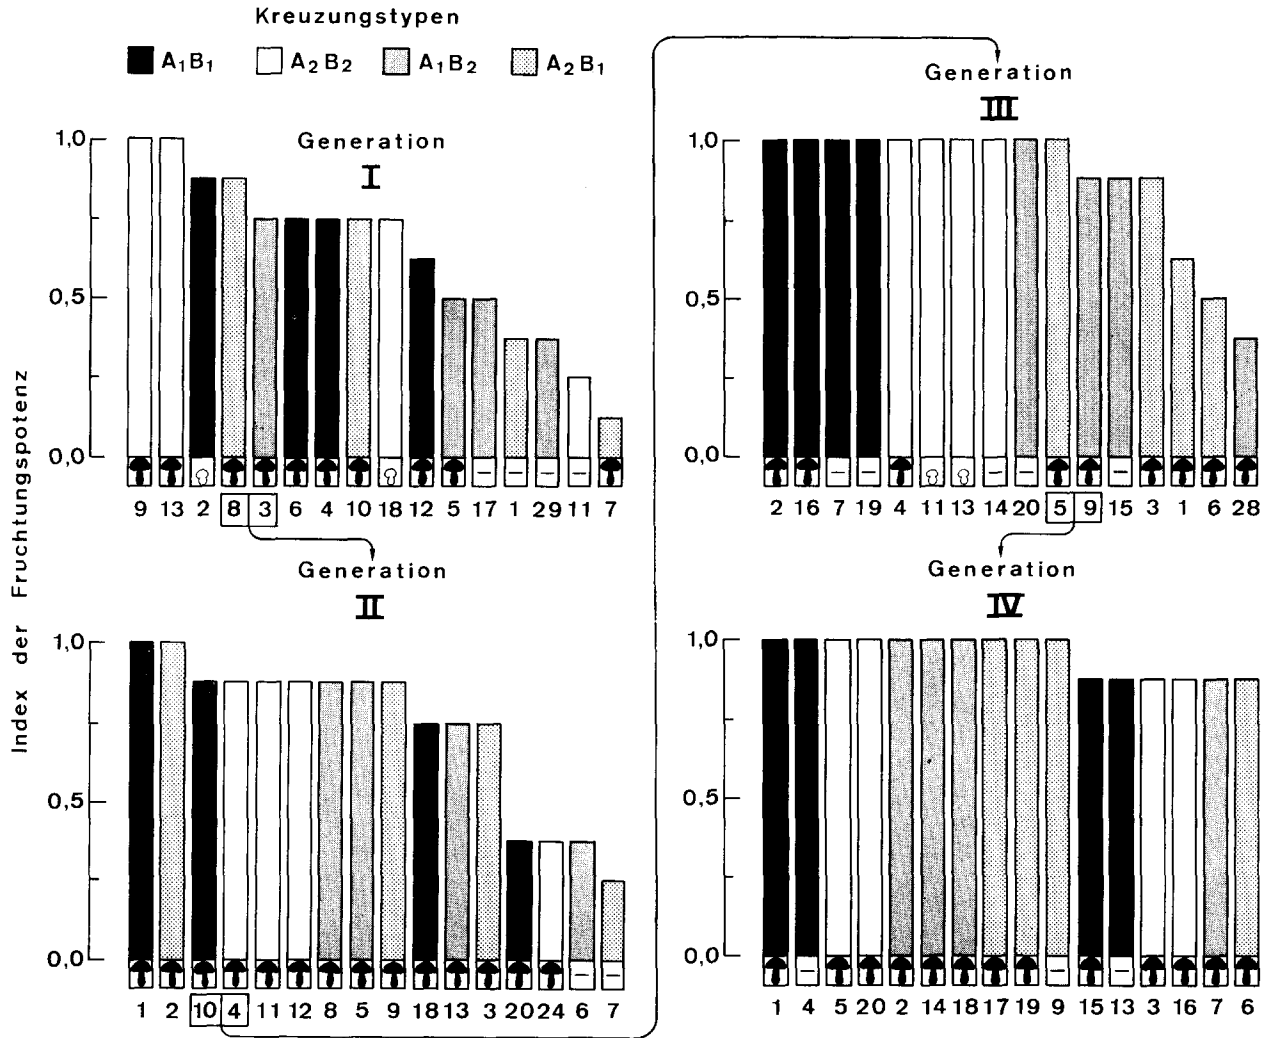 Kreuzungstypen
A1B1 A2B2 A1B2 A2B1
Index der Fruchtungspotenz
Generation
I
1,0
0,5
0,0
9 13 2 8 3 6 4 10 18 12 5 17 1 29 11 7
Generation
II
1,0
0,5
0,0
1 2 10 4 11 12 8 5 9 18 13 3 20 24 6 7
Generation
III
1,0
0,5
0,0
2 16 7 19 4 11 13 14 20 5 9 15 3 1 6 28
Generation
IV
1,0
0,5
0,0
1 4 5 20 2 14 18 17 19 9 15 13 3 16 7 6